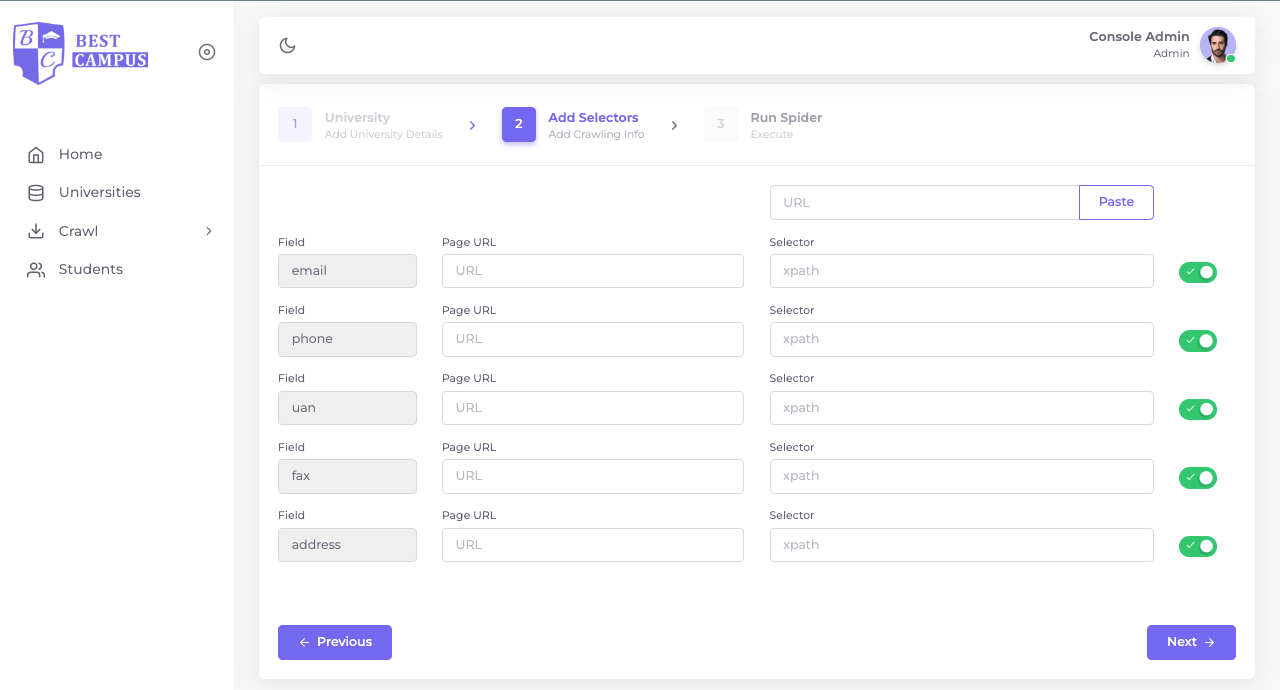 B
C
BEST
CAMPUS
Console Admin
Admin
Home
Universities
Crawl
Students
1
University
Add University Details
2
Add Selectors
Add Crawling Info
3
Run Spider
Execute
URL
Paste
Field
Page URL
Selector
email
URL
xpath
Field
Page URL
Selector
phone
URL
xpath
Field
Page URL
Selector
uan
URL
xpath
Field
Page URL
Selector
fax
URL
xpath
Field
Page URL
Selector
address
URL
xpath
Previous
Next